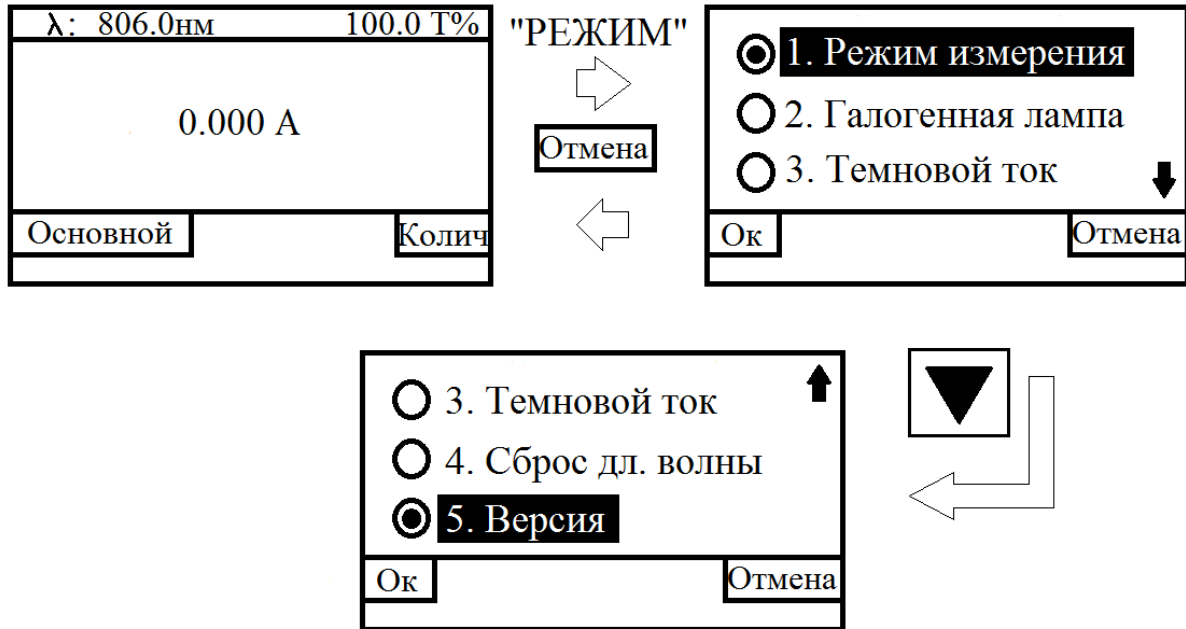 λ: 806.0нм 100.0 T%
0.000 A
Основной Колич
"РЕЖИМ"
Отмена
1. Режим измерения
2. Галогенная лампа
3. Темновой ток
Ок Отмена
3. Темновой ток
4. Сброс дл. волны
5. Версия
Ок Отмена